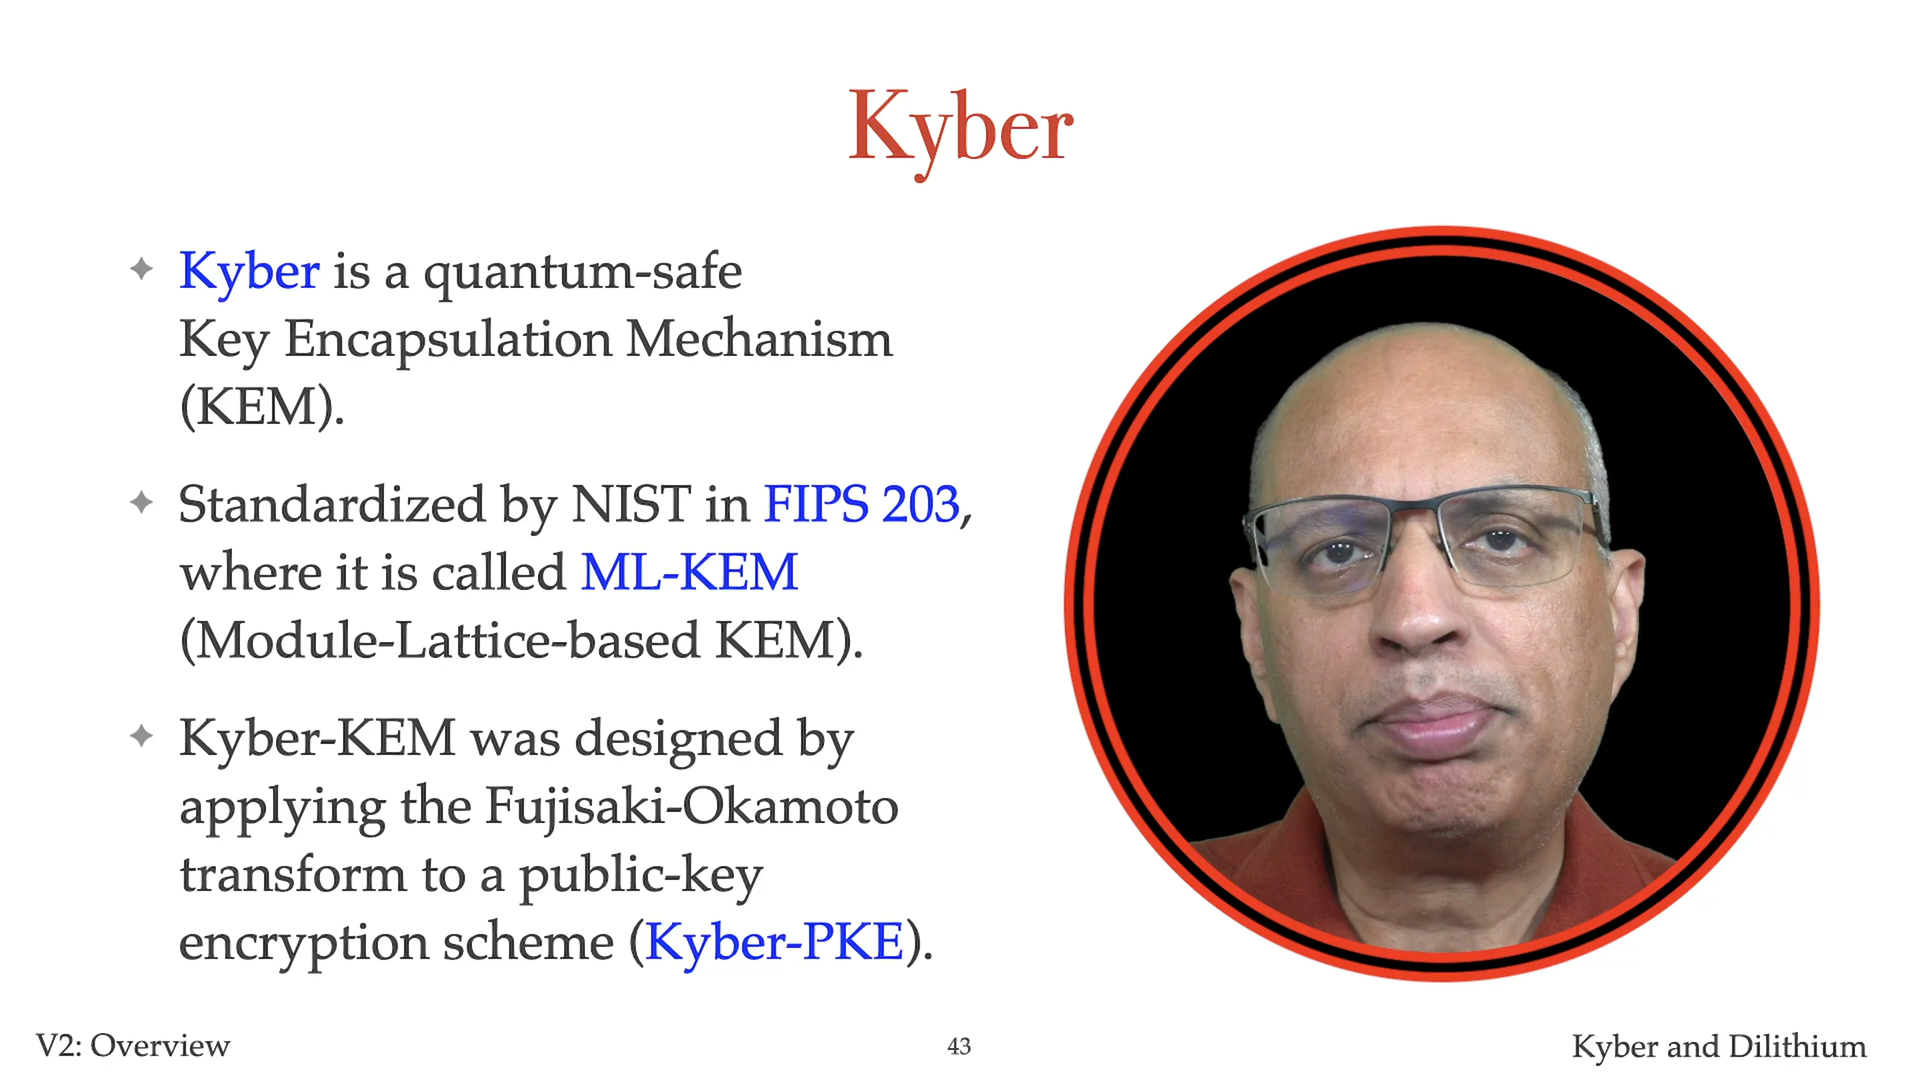 Kyber
Kyber is a quantum-safe
Key Encapsulation Mechanism
(KEM).
Standardized by NIST in FIPS 203,
where it is called ML-KEM
(Module-Lattice-based KEM).
Kyber-KEM was designed by
applying the Fujisaki-Okamoto
transform to a public-key
encryption scheme (Kyber-PKE).
V2: Overview
43
Kyber and Dilithium